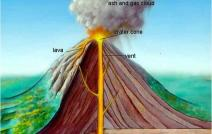 ash and gas cloud
crater cone
lava
vent